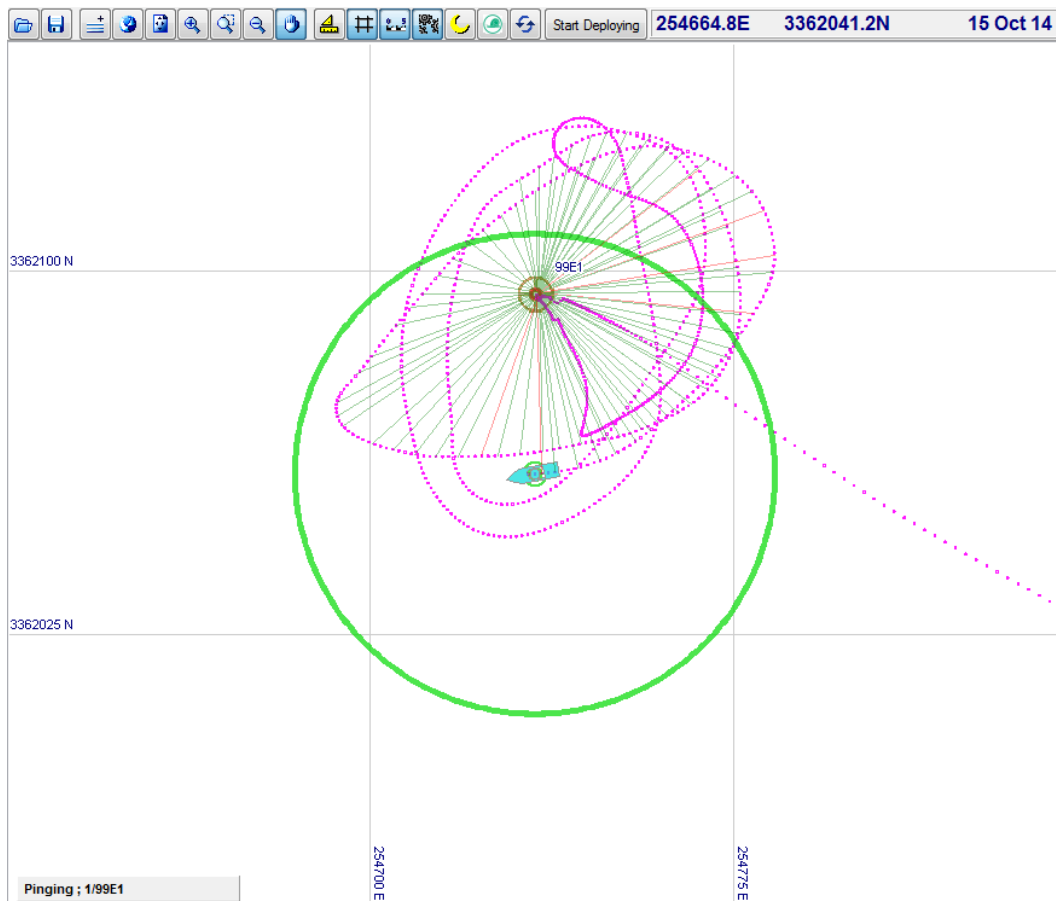 Start Deploying
254664.8E 3362041.2N 15 Oct 14
99E1
3362100 N
3362025 N
254700 E
254775 E
Pinging ; 1/99E1